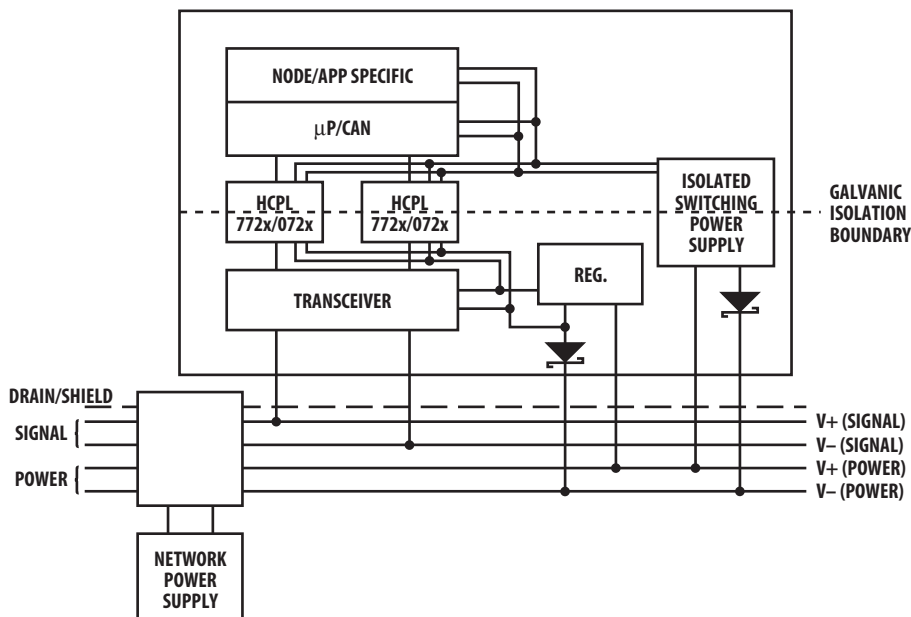 NODE/APP SPECIFIC
μP/CAN
HCPL
772x/072x
HCPL
772x/072x
ISOLATED
SWITCHING
POWER
SUPPLY
GALVANIC
ISOLATION
BOUNDARY
TRANSCEIVER
REG.
DRAIN/SHIELD
SIGNAL
POWER
V+ (SIGNAL)
V– (SIGNAL)
V+ (POWER)
V– (POWER)
NETWORK
POWER
SUPPLY